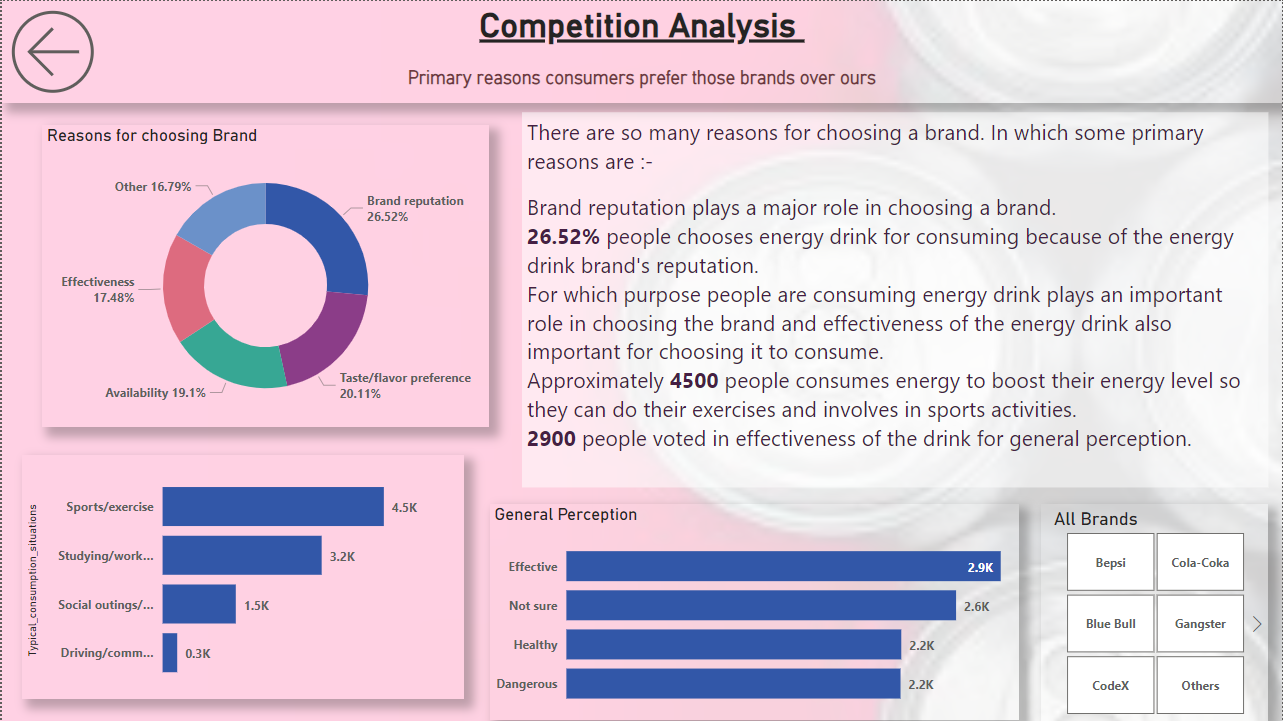 Competition Analysis
Primary reasons consumers prefer those brands over ours
Reasons for choosing Brand
Other 16.79%
Brand reputation
26.52%
Effectiveness
17.48%
Availability 19.1%
Taste/flavor preference
20.11%
There are so many reasons for choosing a brand. In which some primary
reasons are :-
Brand reputation plays a major role in choosing a brand.
26.52% people chooses energy drink for consuming because of the energy
drink brand's reputation.
For which purpose people are consuming energy drink plays an important
role in choosing the brand and effectiveness of the energy drink also
important for choosing it to consume.
Approximately 4500 people consumes energy to boost their energy level so
they can do their exercises and involves in sports activities.
2900 people voted in effectiveness of the drink for general perception.
Typical_consumption_situations
Sports/exercise 4.5K
Studying/work... 3.2K
Social outings/... 1.5K
Driving/comm... 0.3K
General Perception
Effective 2.9K
Not sure 2.6K
Healthy 2.2K
Dangerous 2.2K
All Brands
Bepsi Cola-Coka
Blue Bull Gangster
CodeX Others